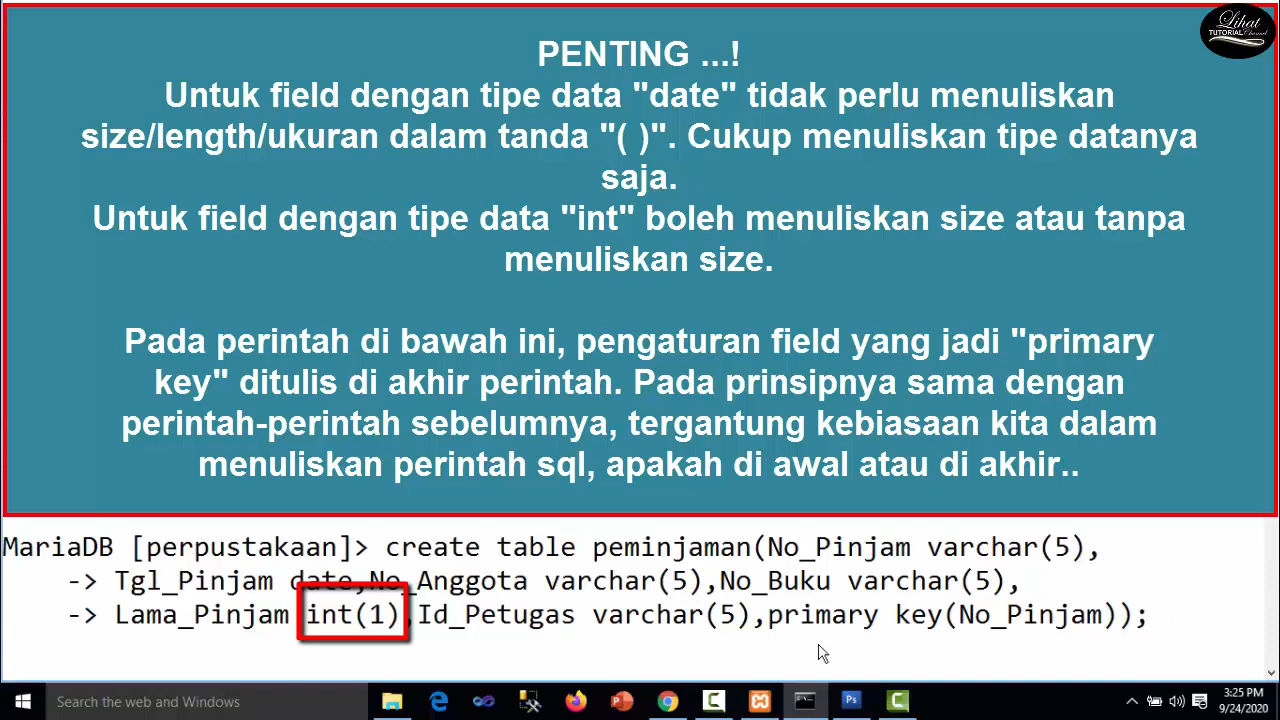 Lihat
TUTORIAL Channel
PENTING ...!
Untuk field dengan tipe data "date" tidak perlu menuliskan
size/length/ukuran dalam tanda "( )". Cukup menuliskan tipe datanya
saja.
Untuk field dengan tipe data "int" boleh menuliskan size atau tanpa
menuliskan size.
Pada perintah di bawah ini, pengaturan field yang jadi "primary
key" ditulis di akhir perintah. Pada prinsipnya sama dengan
perintah-perintah sebelumnya, tergantung kebiasaan kita dalam
menuliskan perintah sql, apakah di awal atau di akhir..
MariaDB [perpustakaan]> create table peminjaman(No_Pinjam varchar(5),
-> Tgl_Pinjam date,No_Anggota varchar(5),No_Buku varchar(5),
-> Lama_Pinjam int(1),Id_Petugas varchar(5),primary key(No_Pinjam));
Search the web and Windows
3:25 PM
9/24/2020